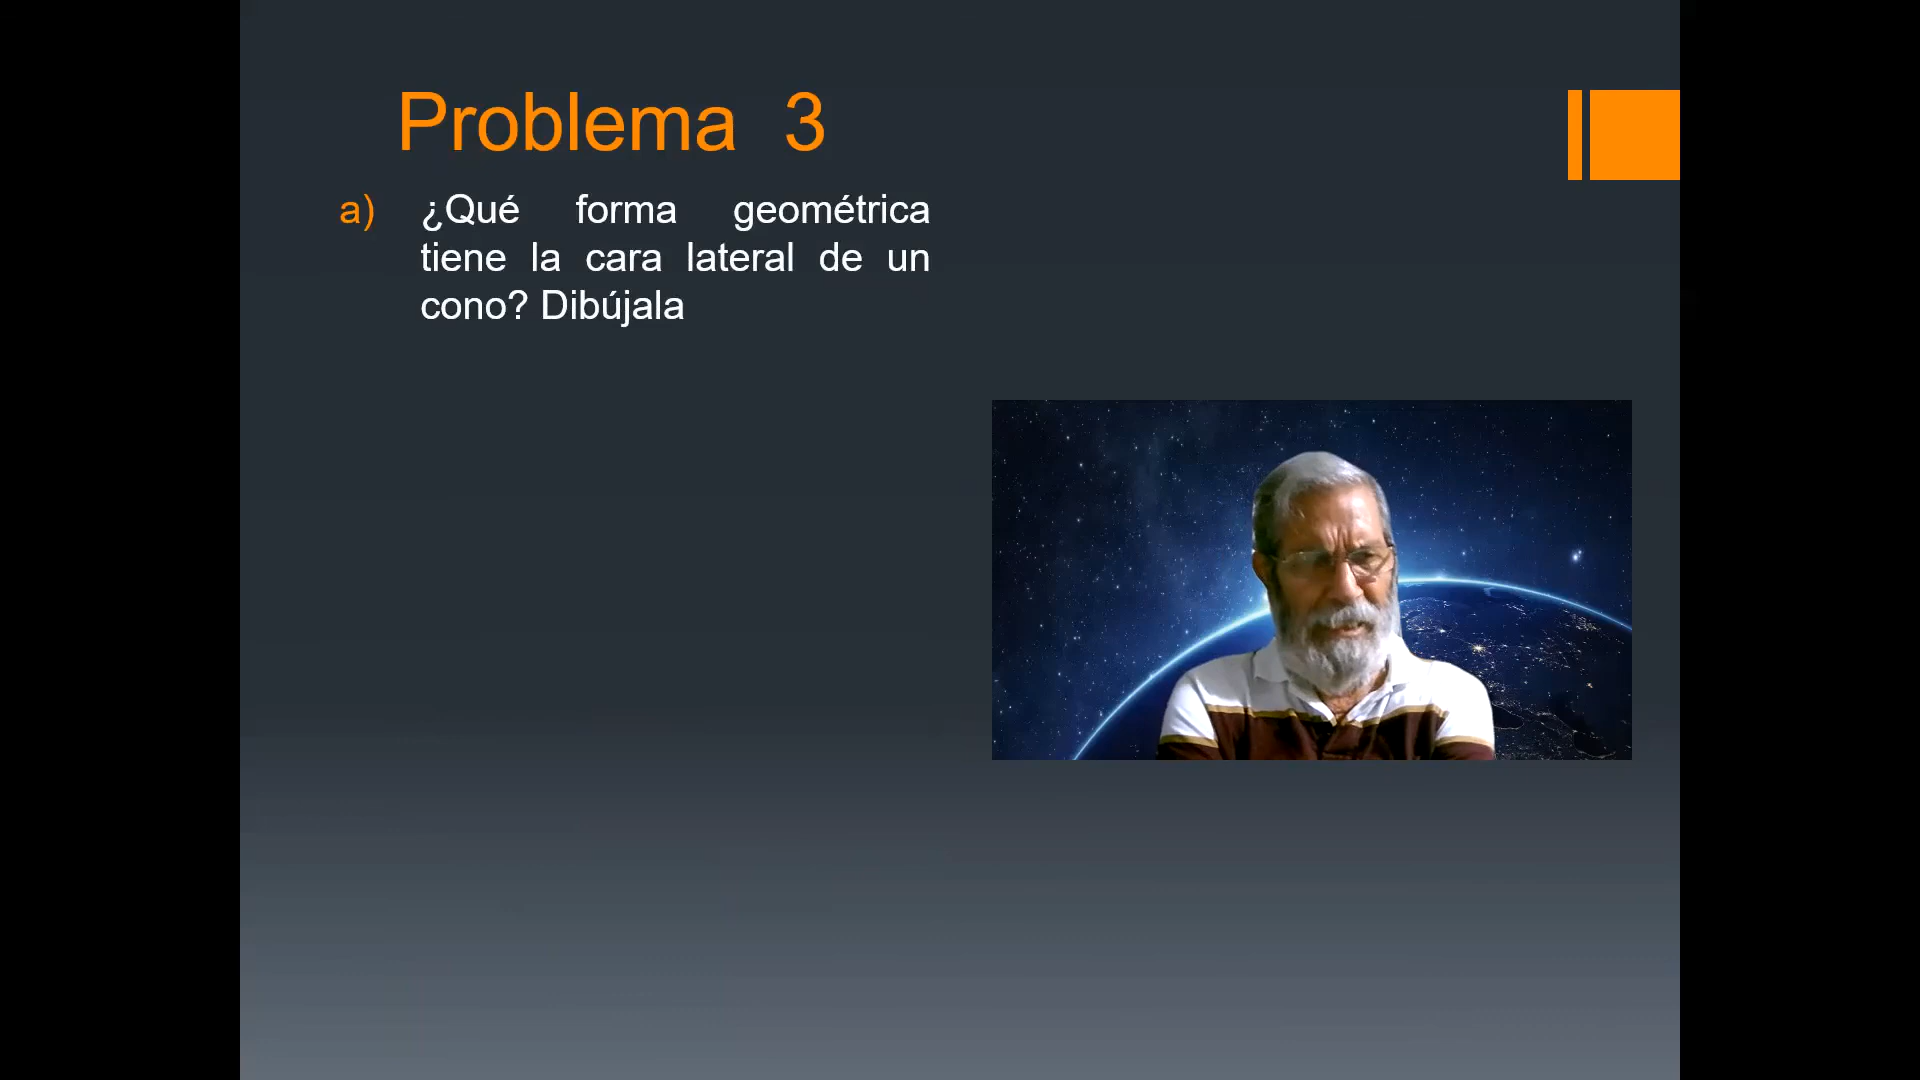 Problema 3
a) ¿Qué forma geométrica
tiene la cara lateral de un
cono? Dibújala